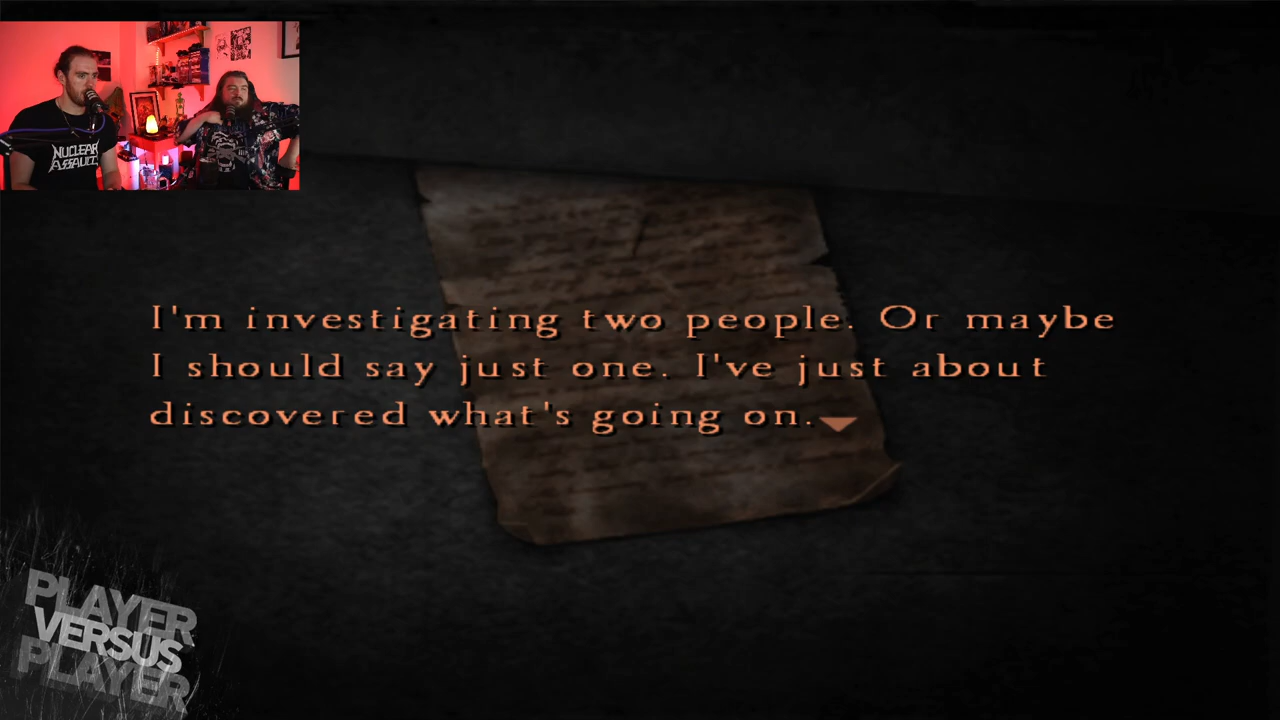 NUCLEAR
ASSAULT
I'm investigating two people. Or maybe
I should say just one. I've just about
discovered what's going on.
PLAYER
VERSUS
PLAYER